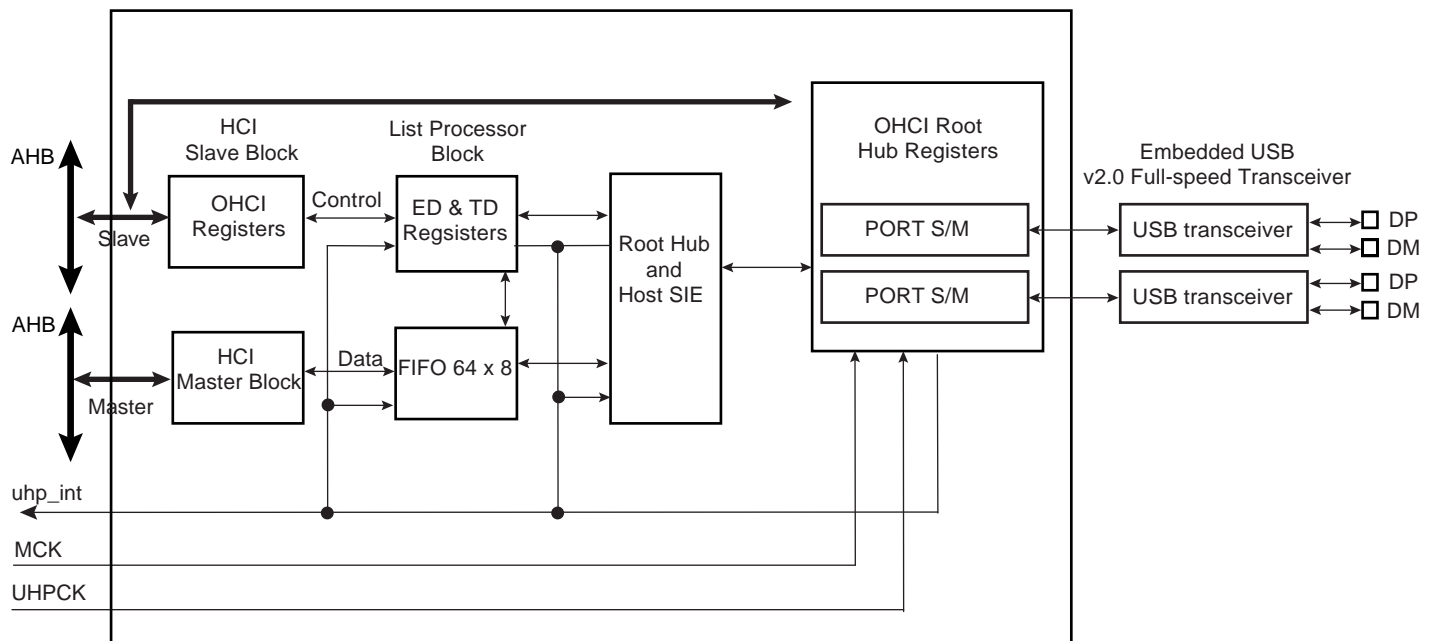 HCI
Slave Block
List Processor
Block
OHCI Root
Hub Registers
Embedded USB
v2.0 Full-speed Transceiver
AHB
Slave
OHCI
Registers
Control
ED & TD
Regsisters
Root Hub
and
Host SIE
PORT S/M
USB transceiver
DP
DM
PORT S/M
USB transceiver
DP
DM
AHB
Master
HCI
Master Block
Data
FIFO 64 x 8
uhp_int
MCK
UHPCK